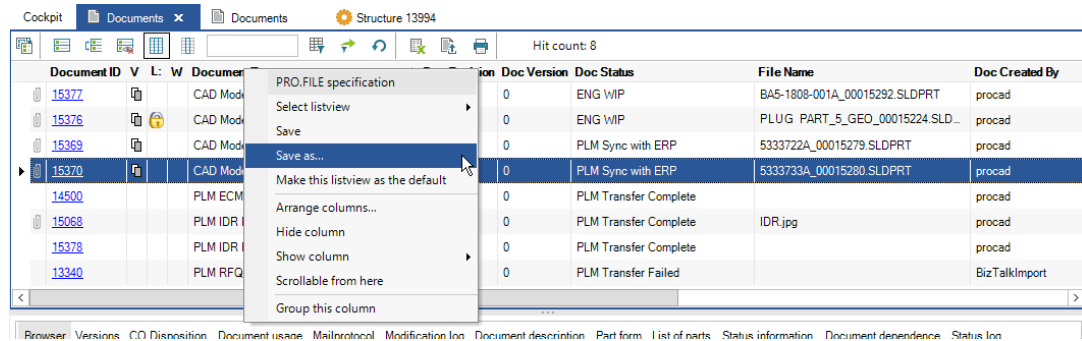 Cockpit Documents × Documents Structure 13994
Hit count: 8
Document ID V L: W Documen ion Doc Version Doc Status File Name Doc Created By
15377 CAD Mode 0 ENG WIP BA5-1808-001A_00015292.SLDPRT procad
15376 CAD Mode 0 ENG WIP PLUG PART_5_GEO_00015224.SLD... procad
15369 CAD Mode 0 PLM Sync with ERP 5333722A_00015279.SLDPRT procad
15370 CAD Mode 0 PLM Sync with ERP 5333733A_00015280.SLDPRT procad
14500 PLM ECM 0 PLM Transfer Complete procad
15068 PLM IDR 0 PLM Transfer Complete IDR.jpg procad
15378 PLM IDR 0 PLM Transfer Complete procad
13340 PLM RFQ 0 PLM Transfer Failed BizTalkImport
PRO.FILE specification
Select listview
Save
Save as...
Make this listview as the default
Arrange columns...
Hide column
Show column
Scrollable from here
Group this column
Browser Versions CO Disposition Document usage Mailprotocol Modification log Document description Part form List of parts Status information Document dependence Status log